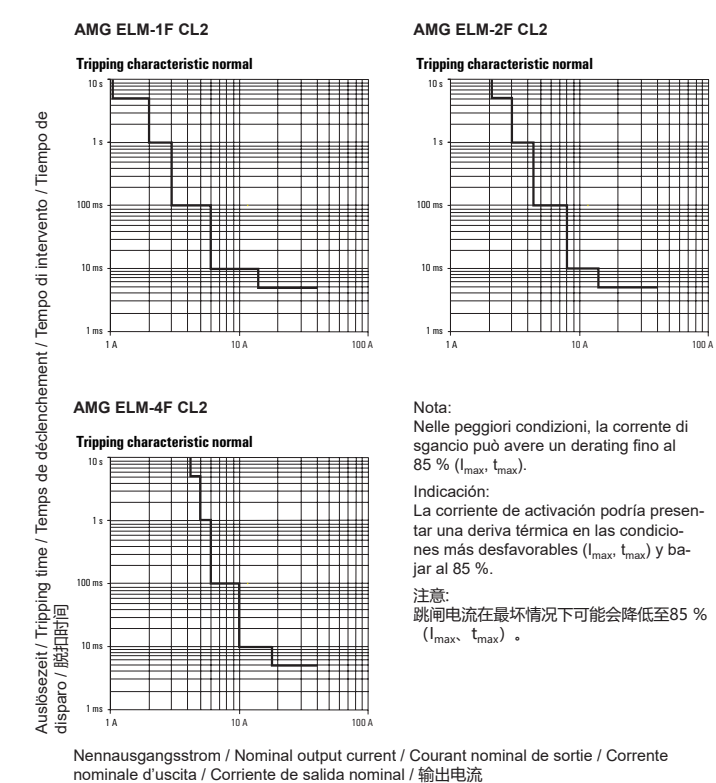 AMG ELM-1F CL2
Tripping characteristic normal
10 s
1 s
100 ms
10 ms
1 ms
1 A
10 A
100 A
AMG ELM-2F CL2
Tripping characteristic normal
10 s
1 s
100 ms
10 ms
1 ms
1 A
10 A
100 A
AMG ELM-4F CL2
Tripping characteristic normal
10 s
1 s
100 ms
10 ms
1 ms
1 A
10 A
100 A
Nota:
Nelle peggiori condizioni, la corrente di
sgancio può avere un derating fino al
85 % (Imax, tmax).
Indicación:
La corriente de activación podría presen-
tar una deriva térmica en las condicio-
nes más desfavorables (Imax, tmax) y ba-
jar al 85 %.
注意:
跳闸电流在最坏情况下可能会降低至85 %
（Imax、tmax）。
Auslösezeit / Tripping time / Temps de déclenchement / Tempo di intervento / Tiempo de
disparo / 脱扣时间
Nennausgangsstrom / Nominal output current / Courant nominal de sortie / Corrente
nominale d'uscita / Corriente de salida nominal / 输出电流